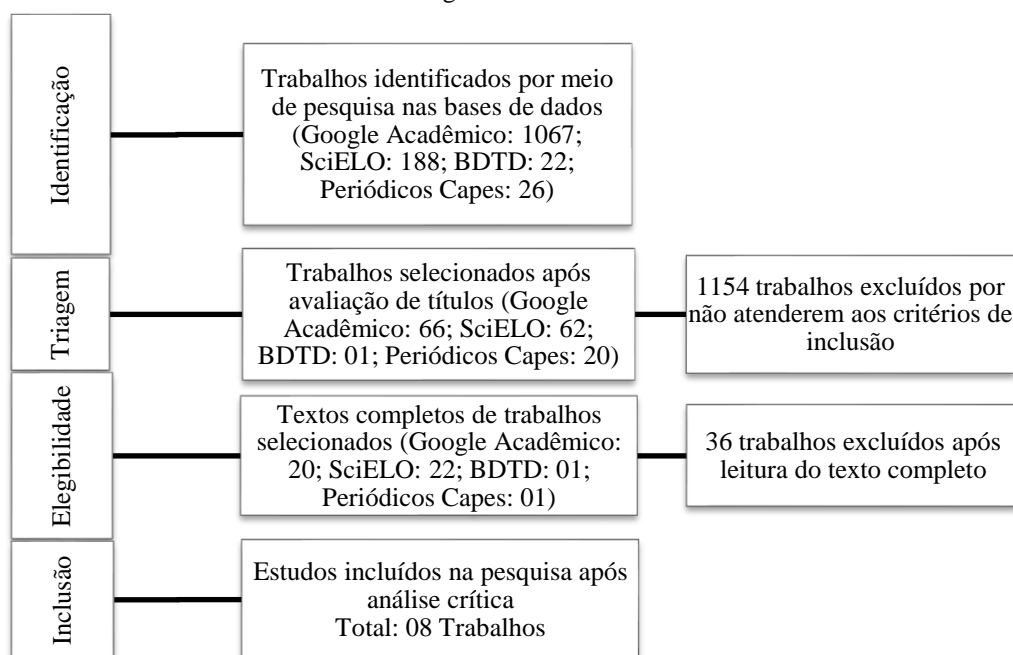 Identificação
Trabalhos identificados por meio
de pesquisa nas bases de dados
(Google Acadêmico: 1067;
SciELO: 188; BDTD: 22;
Periódicos Capes: 26)
Triagem
Trabalhos selecionados após
avaliação de títulos (Google
Acadêmico: 66; SciELO: 62;
BDTD: 01; Periódicos Capes: 20)
1154 trabalhos excluídos por
não atenderem aos critérios de
inclusão
Elegibilidade
Textos completos de trabalhos
selecionados (Google Acadêmico:
20; SciELO: 22; BDTD: 01;
Periódicos Capes: 01)
36 trabalhos excluídos após
leitura do texto completo
Inclusão
Estudos incluídos na pesquisa após
análise crítica
Total: 08 Trabalhos